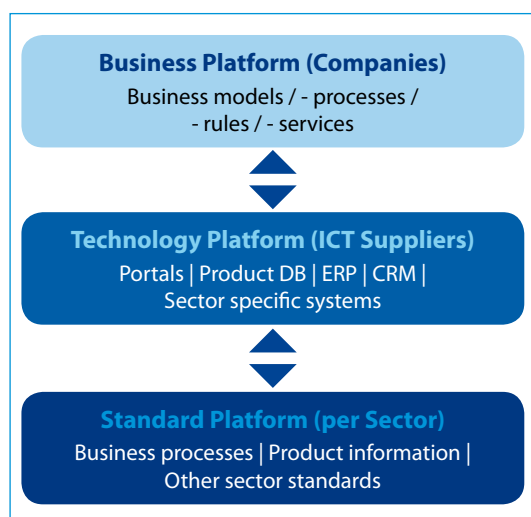 Business Platform (Companies)
Business models / - processes /
- rules / - services
Technology Platform (ICT Suppliers)
Portals | Product DB | ERP | CRM |
Sector specific systems
Standard Platform (per Sector)
Business processes | Product information |
Other sector standards